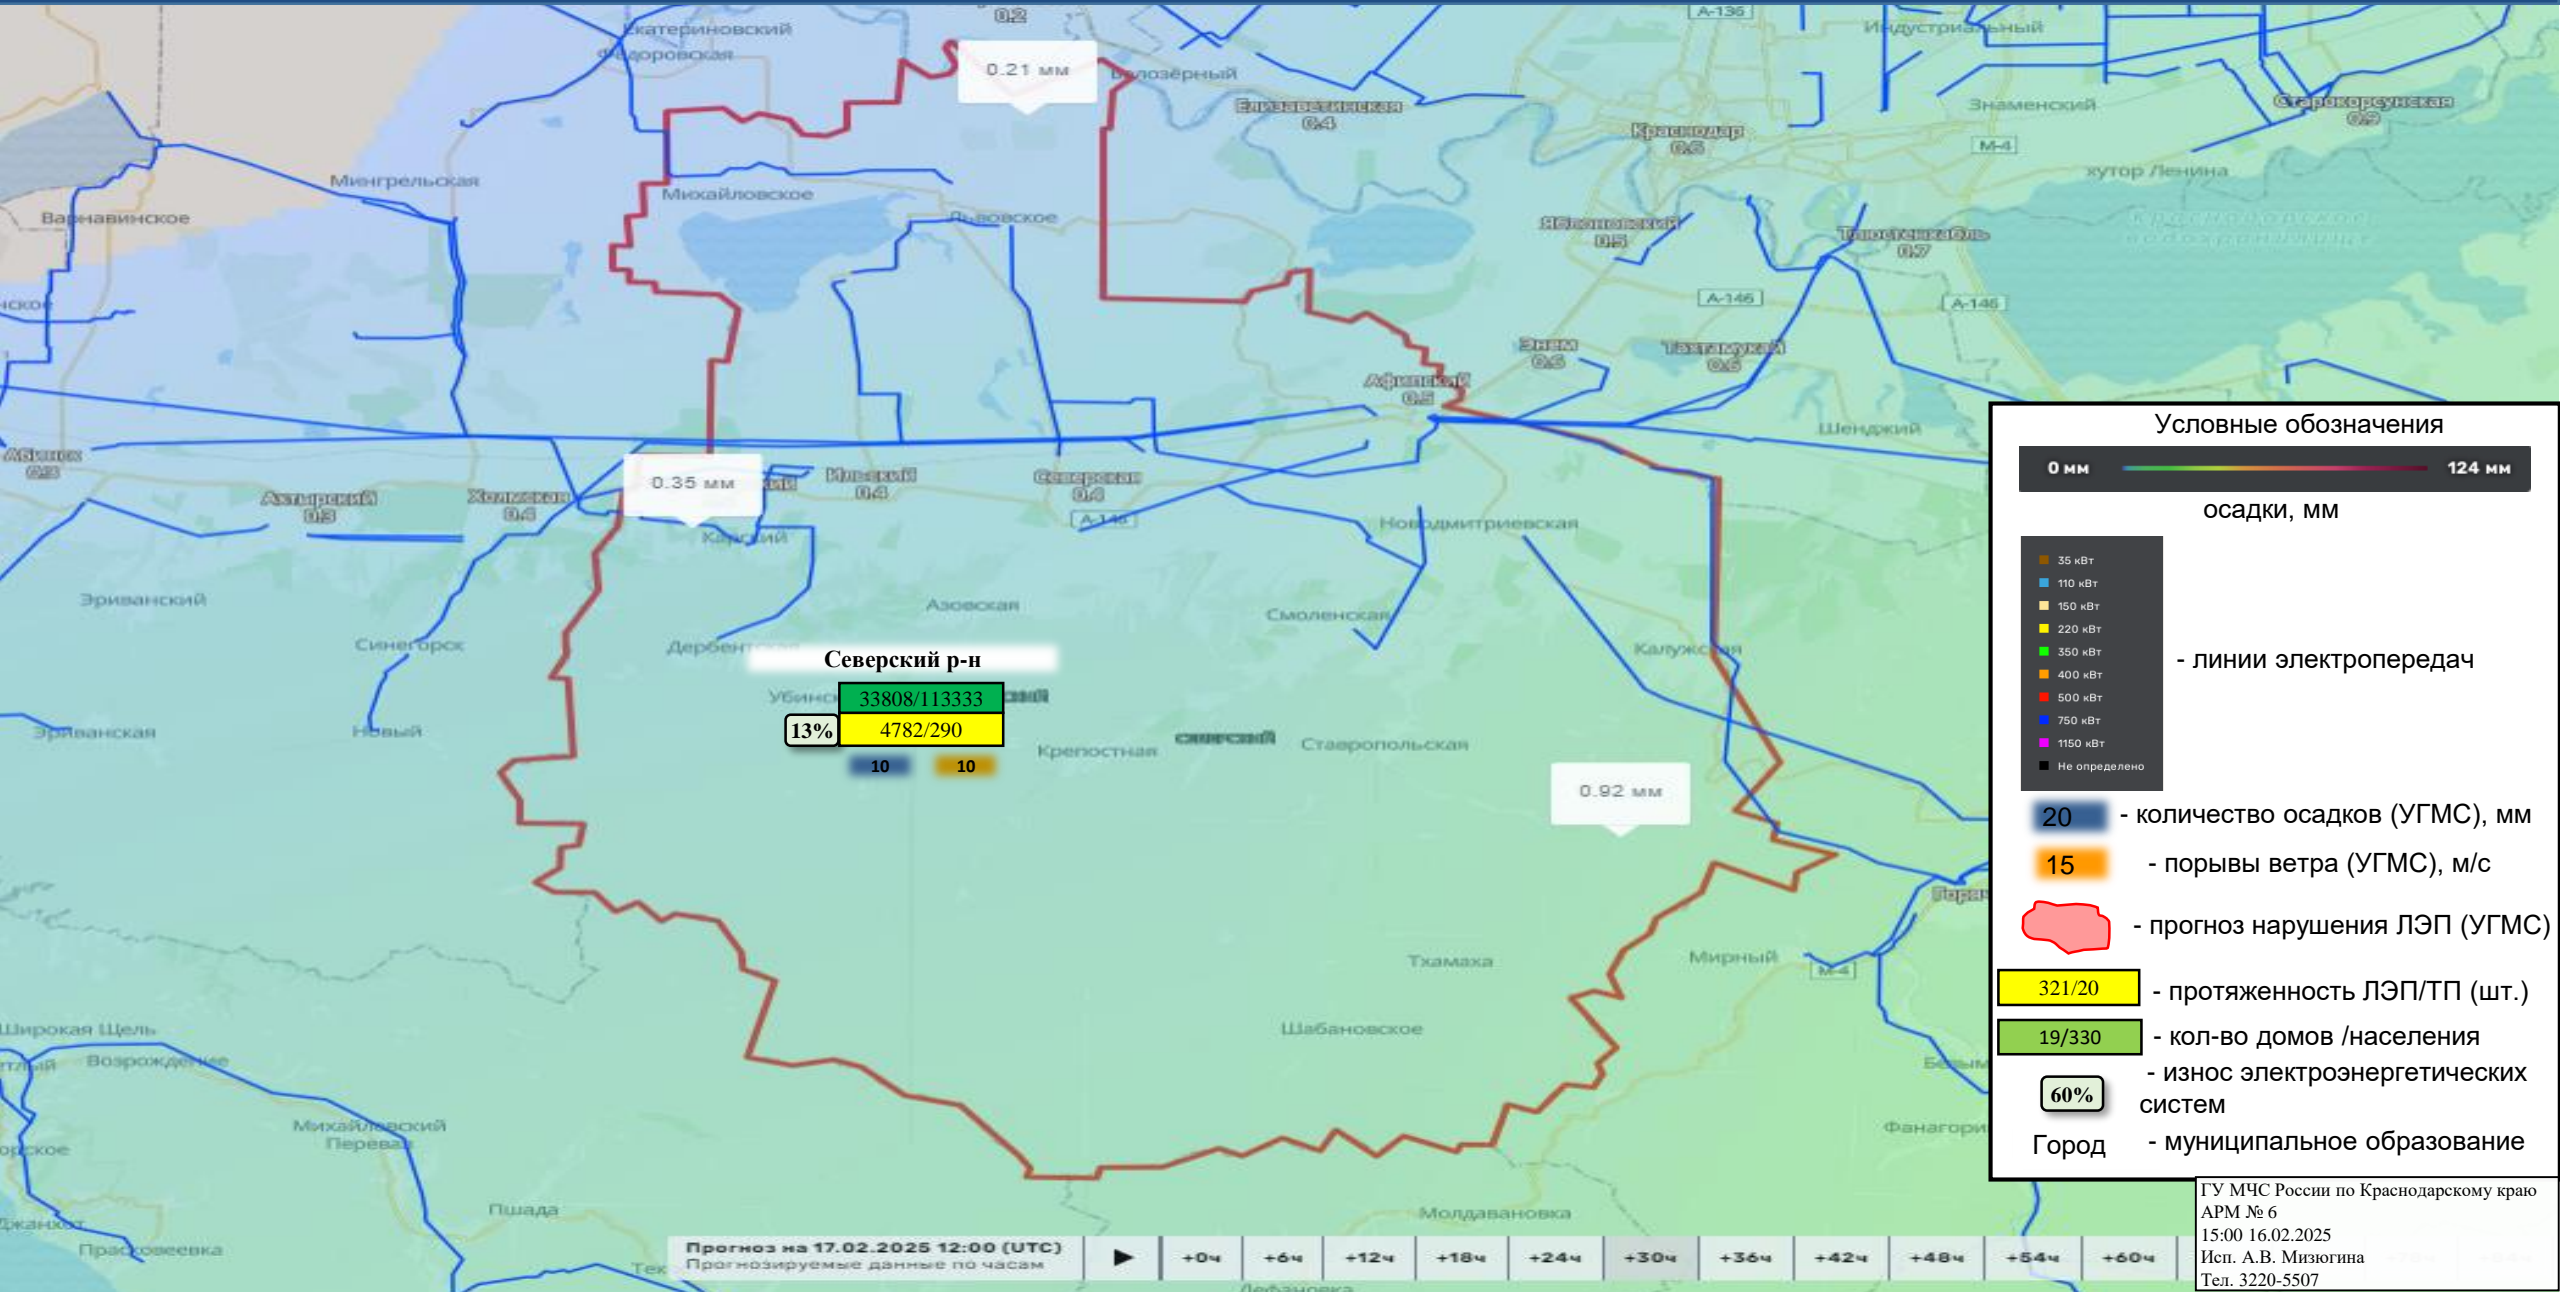 0.2
А-136
Екатериновский
Фёдоровская
Индустриальный
0.21 мм
Белозёрный
Елизаветинская
0.4
Знаменский
Старокорсунская
0.9
Краснодар
0.6
М-4
хутор Ленина
Мингрельская
Михайловское
Варнавинское
Львовское
Яблоновский
0.5
Тлюстенхабль
0.7
Краснодарское
водохранилище
А-146
А-146
Энем
0.6
Тахтамукай
0.6
Афипский
0.5
Шенджий
Абинск
Ахтырский
0.3
Холмская
0.4
0.35 мм
Ильский
0.4
Северская
0.4
А-146
Новодмитриевская
Карский
Эриванский
Азовская
Смоленская
Синегорск
Калужская
Северский р-н
33808/113333
13%
4782/290
10
10
Эриванская
Новый
Крепостная
Ставропольская
0.92 мм
Тхамаха
Мирный
М-4
Шабановское
Широкая Щель
Возрождение
Михайловский
Перевал
Пшада
Молдавановка
Прасковеевка
Прогноз на 17.02.2025 12:00 (UTC)
Прогнозируемые данные по часам
+0ч
+6ч
+12ч
+18ч
+24ч
+30ч
+36ч
+42ч
+48ч
+54ч
+60ч
Условные обозначения
0 мм
124 мм
осадки, мм
35 кВт
110 кВт
150 кВт
220 кВт
350 кВт
400 кВт
500 кВт
750 кВт
1150 кВт
Не определено
- линии электропередач
20 - количество осадков (УГМС), мм
15 - порывы ветра (УГМС), м/с
- прогноз нарушения ЛЭП (УГМС)
321/20 - протяженность ЛЭП/ТП (шт.)
19/330 - кол-во домов /населения
60% - износ электроэнергетических
систем
Город - муниципальное образование
ГУ МЧС России по Краснодарскому краю
АРМ № 6
15:00 16.02.2025
Исп. А.В. Мизюгина
Тел. 3220-5507